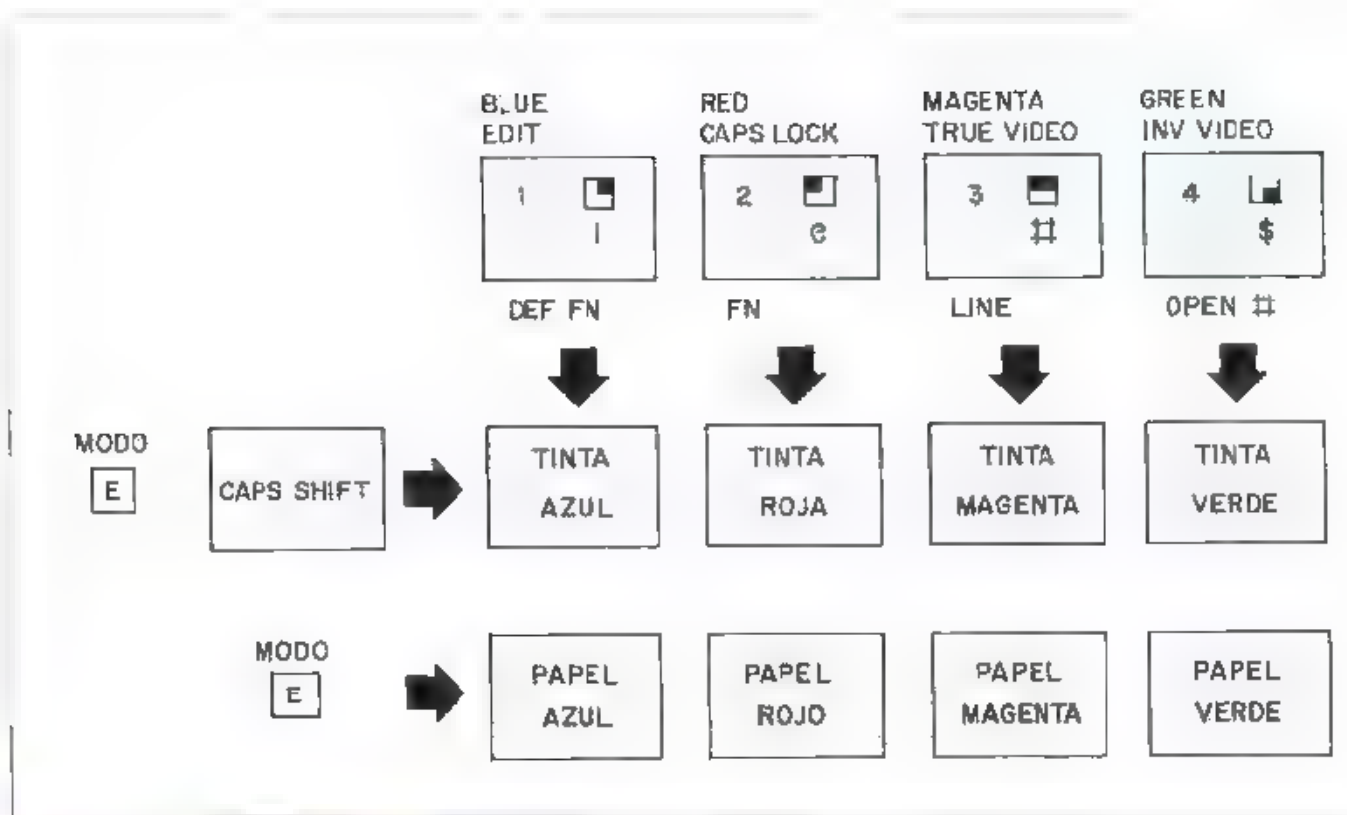 BLUE
EDIT
RED
CAPS LOCK
MAGENTA
TRUE VIDEO
GREEN
INV VIDEO
1
!
2
@
3
#
4
$
DEF FN
FN
LINE
OPEN #
MODO
E
CAPS SHIFT
TINTA
AZUL
TINTA
ROJA
TINTA
MAGENTA
TINTA
VERDE
MODO
E
PAPEL
AZUL
PAPEL
ROJO
PAPEL
MAGENTA
PAPEL
VERDE